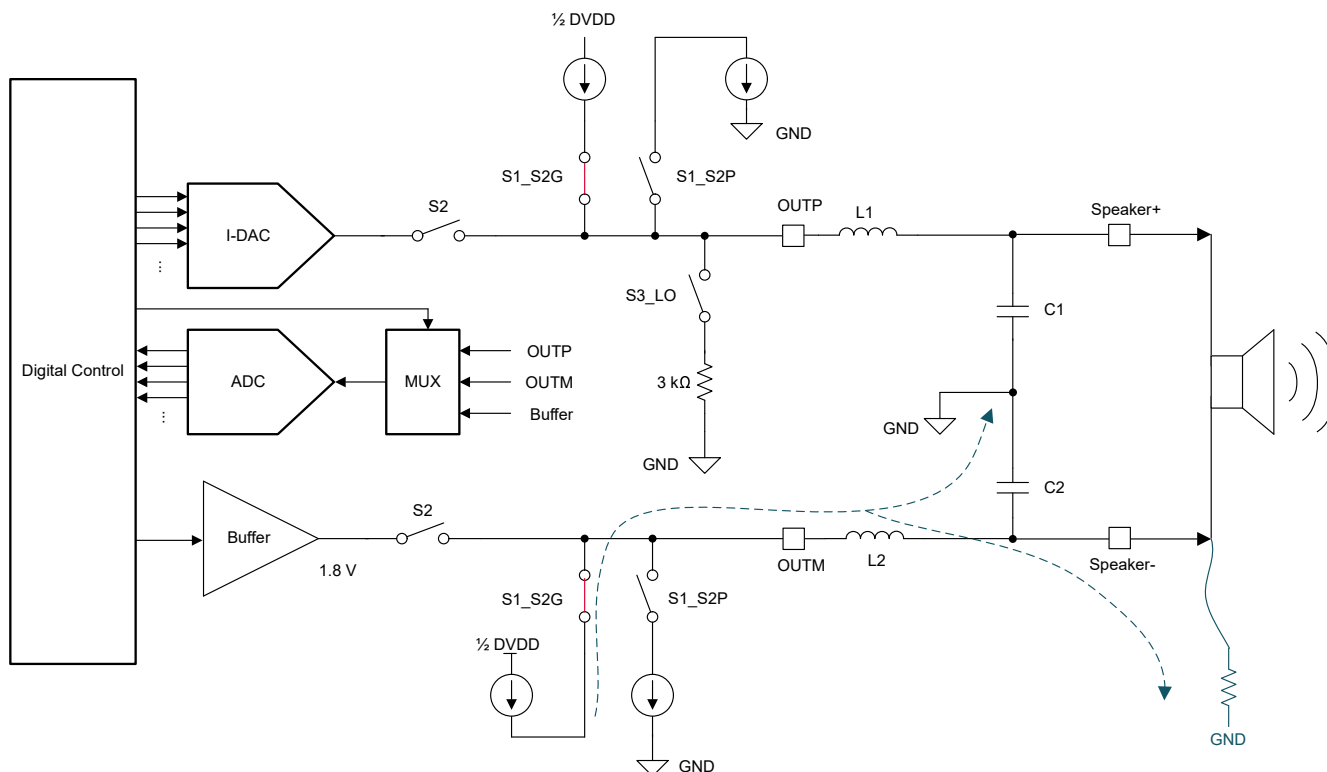 ½ DVDD
GND
S1_S2G
S1_S2P
S2
OUTP
L1
Speaker+
I-DAC
...
S3_LO
C1
Digital Control
ADC
MUX
OUTP
OUTM
Buffer
3 kΩ
...
GND
GND
C2
S2
Buffer
1.8 V
OUTM
L2
Speaker-
S1_S2G
S1_S2P
½ DVDD
GND
GND